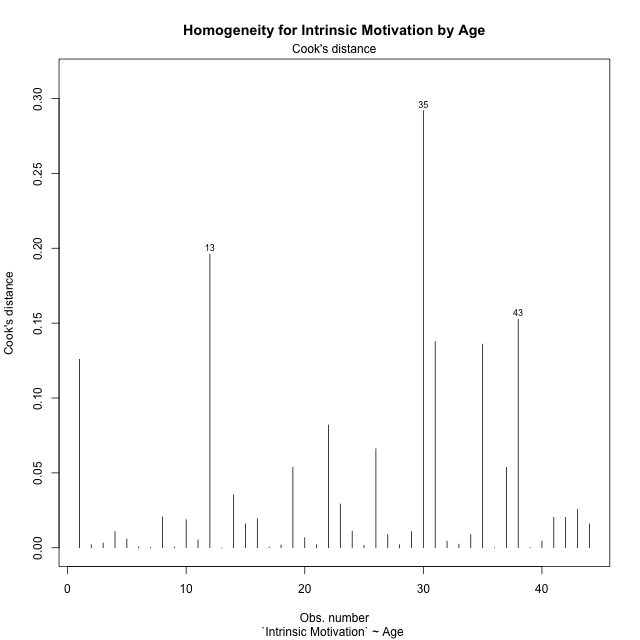 Homogeneity for Intrinsic Motivation by Age
Cook's distance
0.30
0.25
0.20
0.15
0.10
0.05
0.00
Cook's distance
35
13
43
0 10 20 30 40
Obs. number
`Intrinsic Motivation` ~ Age